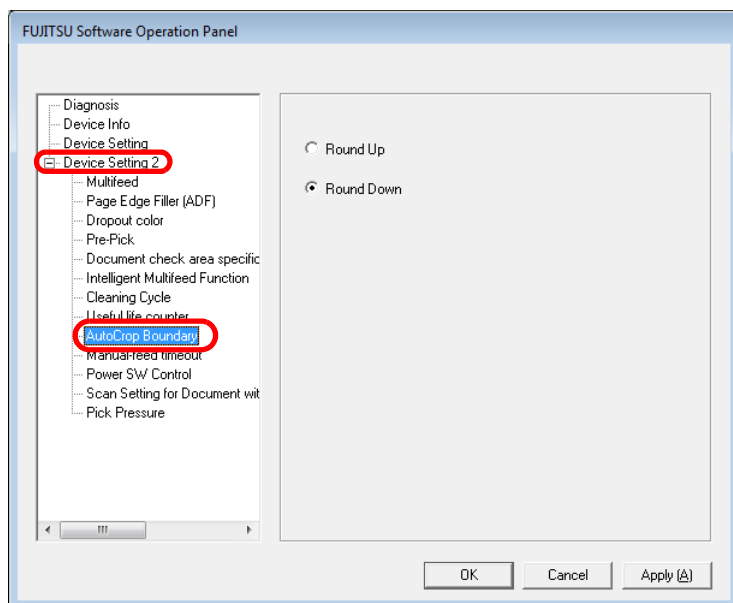 FUJITSU Software Operation Panel
Diagnosis
Device Info
Device Setting
Device Setting 2
Multifeed
Page Edge Filler (ADF)
Dropout color
Pre-Pick
Document check area specific
Intelligent Multifeed Function
Cleaning Cycle
Useful life counter
AutoCrop Boundary
Manual-feed timeout
Power SW Control
Scan Setting for Document wit
Pick Pressure
Round Up
Round Down
OK Cancel Apply (A)